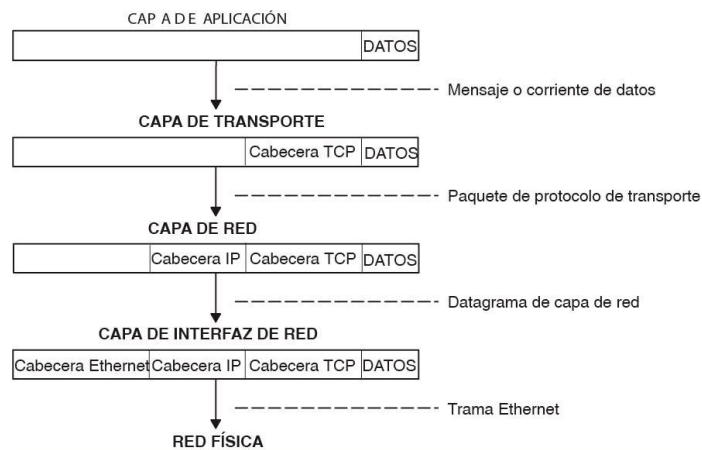 CAP A D E APLICACIÓN
DATOS
Mensaje o corriente de datos
CAPA DE TRANSPORTE
Cabecera TCP DATOS
Paquete de protocolo de transporte
CAPA DE RED
Cabecera IP Cabecera TCP DATOS
Datagrama de capa de red
CAPA DE INTERFAZ DE RED
Cabecera Ethernet Cabecera IP Cabecera TCP DATOS
Trama Ethernet
RED FÍSICA